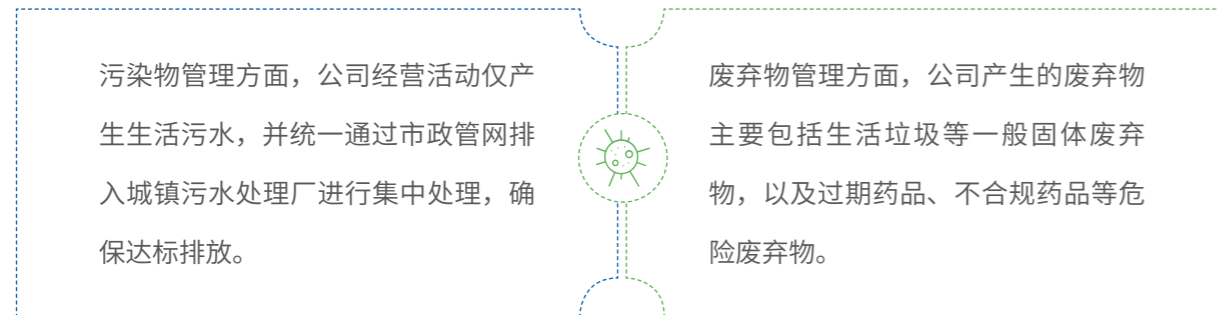 污染物管理方面，公司经营活动仅产
生生活污水，并统一通过市政管网排
入城镇污水处理厂进行集中处理，确
保达标排放。
废弃物管理方面，公司产生的废弃物
主要包括生活垃圾等一般固体废弃
物，以及过期药品、不合规药品等危
险废弃物。